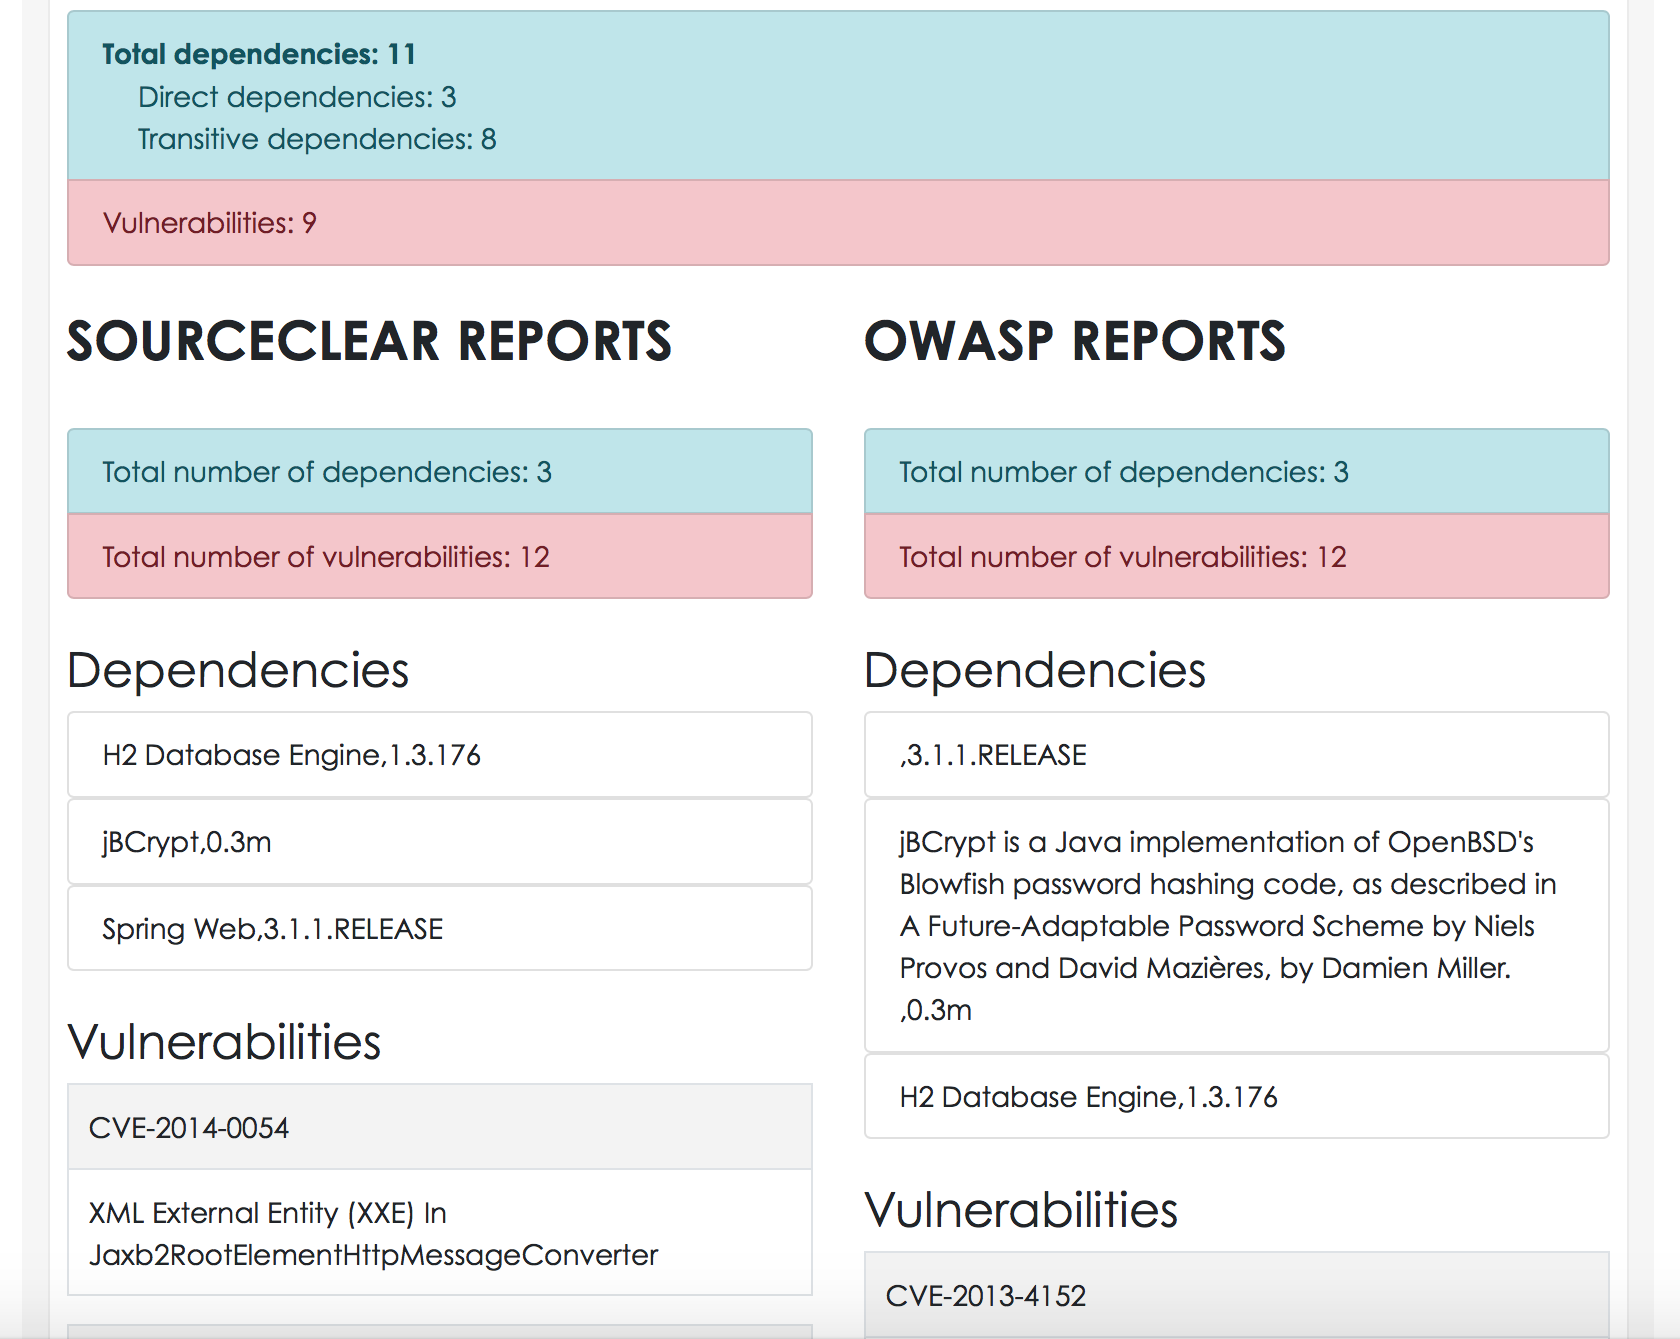 Total dependencies: 11
Direct dependencies: 3
Transitive dependencies: 8
Vulnerabilities: 9
SOURCECLEAR REPORTS
Total number of dependencies: 3
Total number of vulnerabilities: 12
Dependencies
H2 Database Engine,1.3.176
jBCrypt,0.3m
Spring Web,3.1.1.RELEASE
Vulnerabilities
CVE-2014-0054
XML External Entity (XXE) In
Jaxb2RootElementHttpMessageConverter
OWASP REPORTS
Total number of dependencies: 3
Total number of vulnerabilities: 12
Dependencies
,3.1.1.RELEASE
jBCrypt is a Java implementation of OpenBSD's
Blowfish password hashing code, as described in
A Future-Adaptable Password Scheme by Niels
Provos and David Mazières, by Damien Miller.
,0.3m
H2 Database Engine,1.3.176
Vulnerabilities
CVE-2013-4152